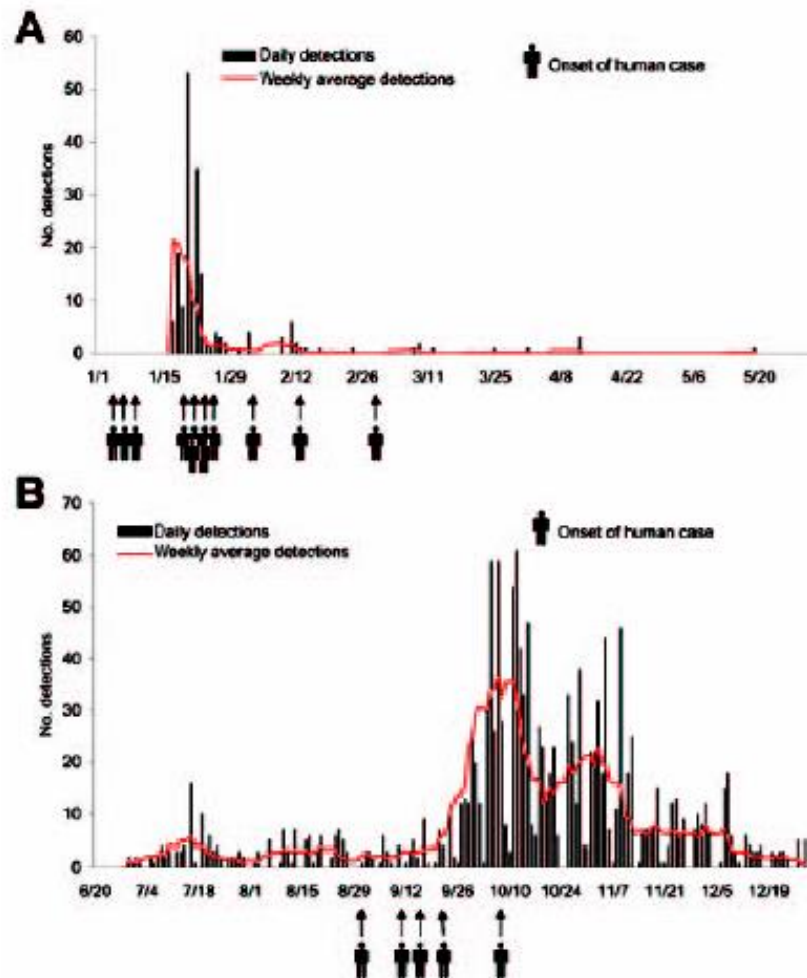 A
60
Daily detections
Weekly average detections
Onset of human case
50
40
30
20
10
0
No. detections
1/1 1/15 1/29 2/12 2/26 3/11 3/25 4/8 4/22 5/6 5/20
B
70
Daily detections
Weekly average detections
Onset of human case
60
50
40
30
20
10
0
No. detections
6/20 7/4 7/18 8/1 8/15 8/29 9/12 9/26 10/10 10/24 11/7 11/21 12/5 12/19